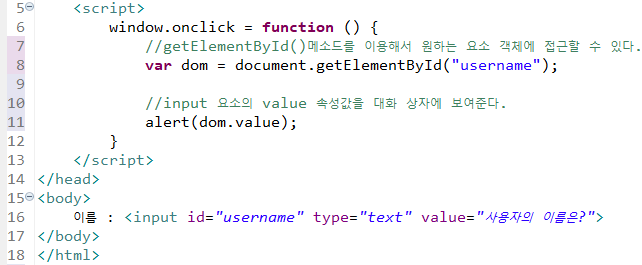 5 <script>
6 window.onclick = function () {
7 //getElementById()메소드를 이용해서 원하는 요소 객체에 접근할 수 있다.
8 var dom = document.getElementById("username");
9
10 //input 요소의 value 속성값을 대화 상자에 보여준다.
11 alert(dom.value);
12 }
13 </script>
14 </head>
15 <body>
16 이름 : <input id="username" type="text" value="사용자의 이름은?">
17 </body>
18 </html>